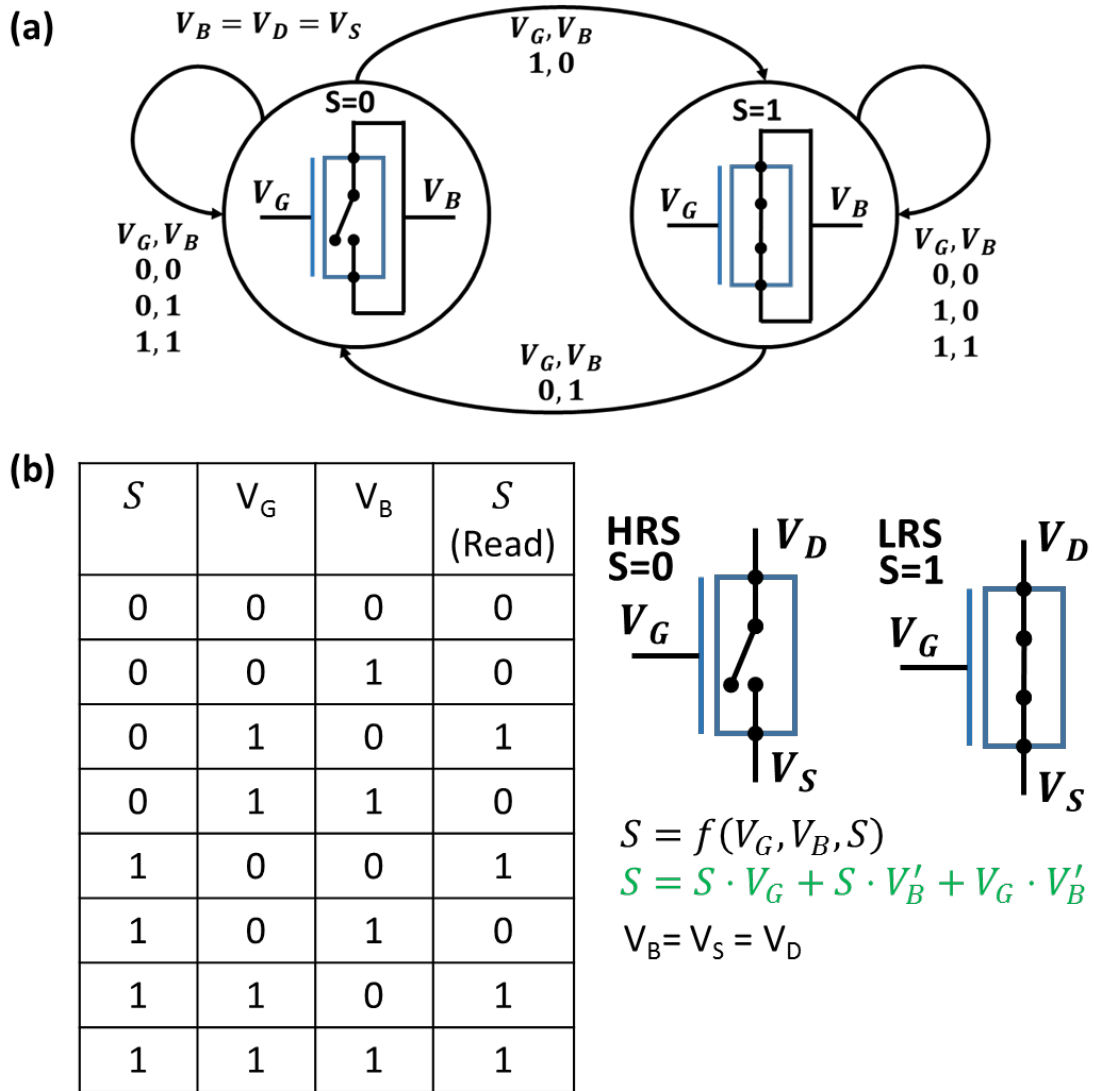 (a)
V_B = V_D = V_S
V_G, V_B
1, 0
S=0
V_G
V_B
S=1
V_G
V_B
V_G, V_B
0, 0
0, 1
1, 1
V_G, V_B
0, 0
1, 0
1, 1
V_G, V_B
0, 1
(b)
S V_G V_B S
(Read)
0 0 0 0
0 0 1 0
0 1 0 1
0 1 1 0
1 0 0 1
1 0 1 0
1 1 0 1
1 1 1 1
HRS
S=0
V_D
V_G
V_S
LRS
S=1
V_D
V_G
V_S
S = f(V_G, V_B, S)
S = S · V_G + S · V′_B + V_G · V′_B
V_B= V_S = V_D